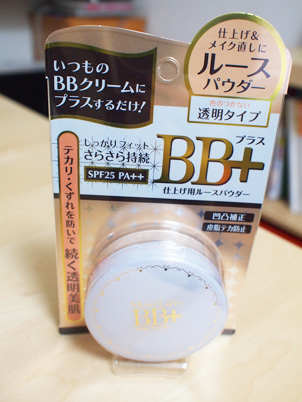 いつもの
BBクリームに
プラスするだけ!
仕上げ&
メイク直しに
ルース
パウダー
色のつかない
透明タイプ
しっかりフィット
さらさら持続
SPF25 PA++
BB+
プラス
仕上げ用ルースパウダー
凹凸補正
皮脂テカ防止
テカリ・くずれを防いで続く透明美肌
BB+